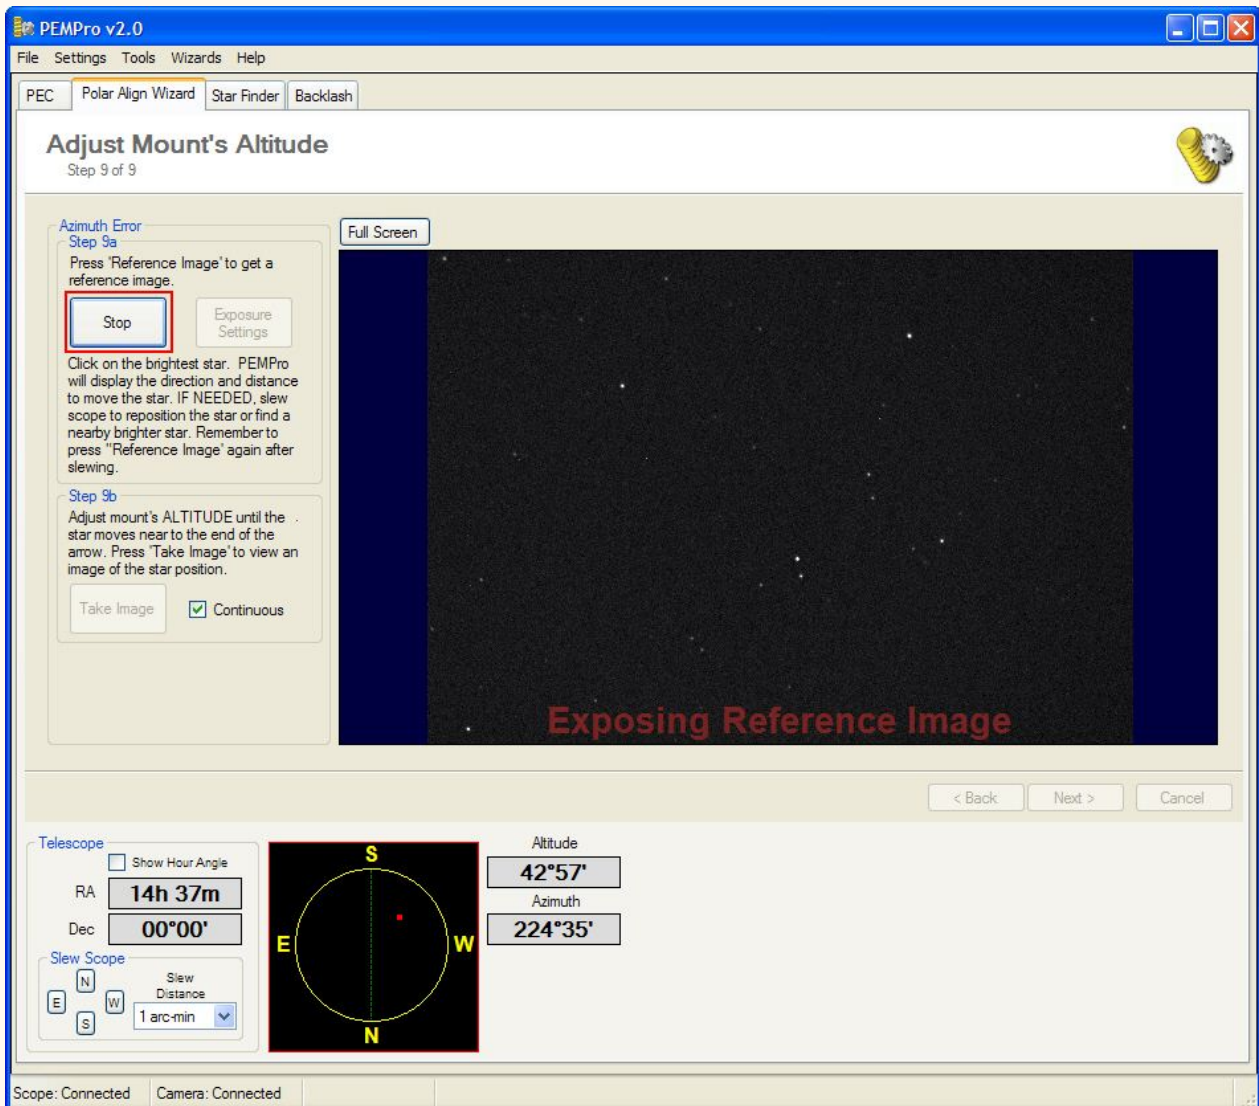 PEMPro v2.0
File Settings Tools Wizards Help
PEC Polar Align Wizard Star Finder Backlash
Adjust Mount's Altitude
Step 9 of 9
Azimuth Error
Step 9a
Press 'Reference Image' to get a
reference image.
Stop
Exposure
Settings
Click on the brightest star. PEMPro
will display the direction and distance
to move the star. IF NEEDED, slew
scope to reposition the star or find a
nearby brighter star. Remember to
press "Reference Image' again after
slewing.
Step 9b
Adjust mount's ALTITUDE until the .
star moves near to the end of the
arrow. Press 'Take Image' to view an
image of the star position.
Take Image Continuous
Full Screen
Exposing Reference Image
< Back Next > Cancel
Telescope
Show Hour Angle
RA 14h 37m
Dec 00°00'
Slew Scope
N
E
W
S
Slew
Distance
1 arc-min
S
E
W
N
Altitude
42°57'
Azimuth
224°35'
Scope: Connected Camera: Connected